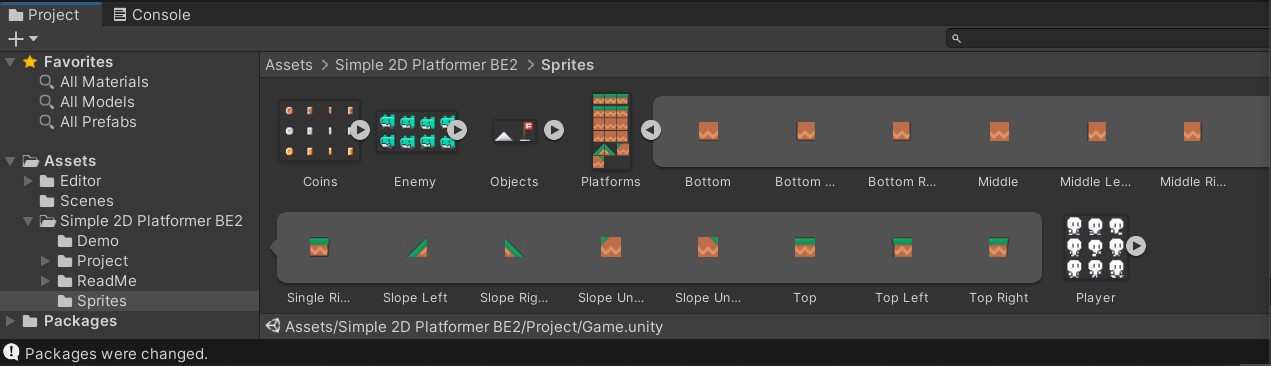 Project Console
Favorites
All Materials
All Models
All Prefabs
Assets
Editor
Scenes
Simple 2D Platformer BE2
Demo
Project
ReadMe
Sprites
Packages
Assets > Simple 2D Platformer BE2 > Sprites
Coins Enemy Objects Platforms Bottom Bottom ... Bottom R... Middle Middle Le... Middle Ri...
Single Ri... Slope Left Slope Rig... Slope Un... Slope Un... Top Top Left Top Right Player
Assets/Simple 2D Platformer BE2/Project/Game.unity
Packages were changed.